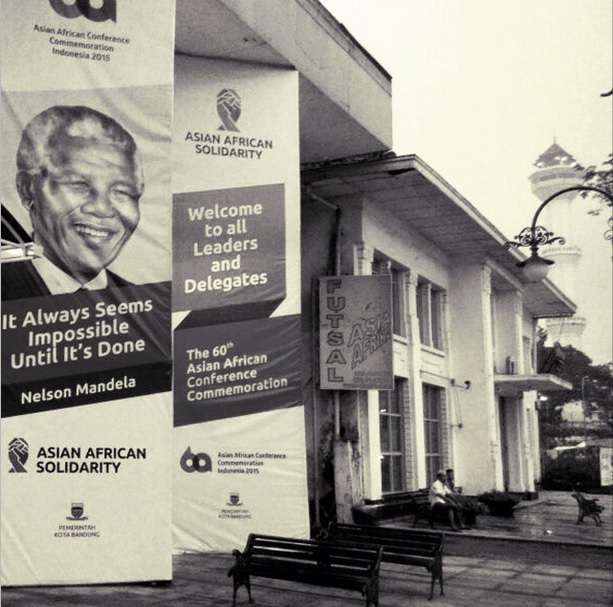 Asian African Conference
Commemoration
Indonesia 2015
It Always Seems
Impossible
Until It's Done
Nelson Mandela
ASIAN AFRICAN
SOLIDARITY
PEMERINTAH
KOTA BANDUNG
ASIAN AFRICAN
SOLIDARITY
Welcome
to all
Leaders
and
Delegates
The 60th
Asian African
Conference
Commemoration
60
Asian African Conference
Commemoration
Indonesia 2015
PEMERINTAH
KOTA BANDUNG
FUTSAL
ASIA
AFRIKA